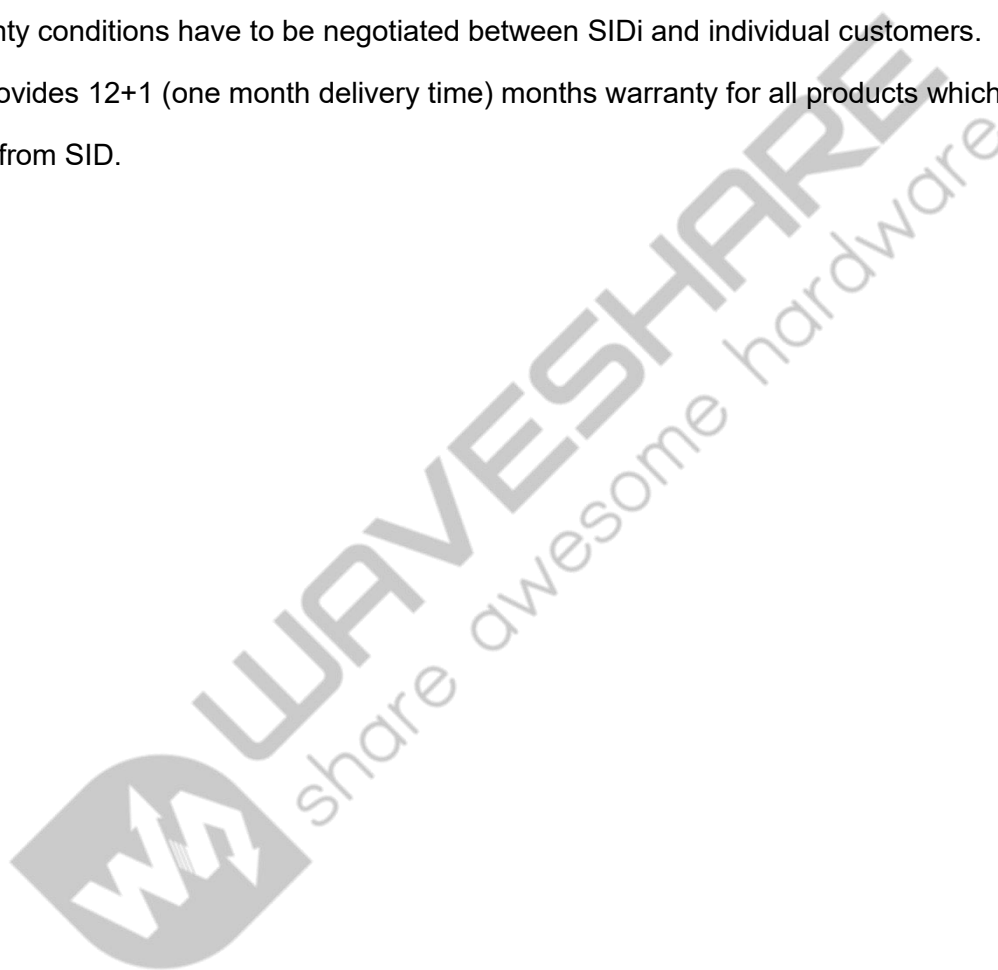 nty conditions have to be negotiated between SIDi and individual customers.
ovides 12+1 (one month delivery time) months warranty for all products which
from SID.
WAVESHARE
share awesome hardware